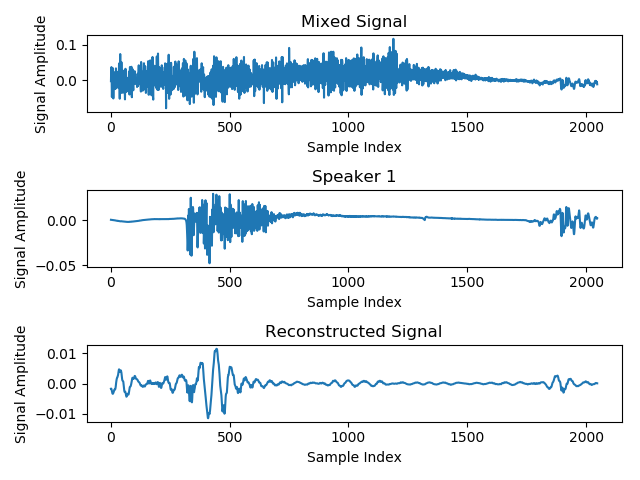 Mixed Signal
Signal Amplitude
0.1
0.0
0
500
1000
1500
2000
Sample Index
Speaker 1
Signal Amplitude
0.00
−0.05
0
500
1000
1500
2000
Sample Index
Reconstructed Signal
Signal Amplitude
0.01
0.00
−0.01
0
500
1000
1500
2000
Sample Index